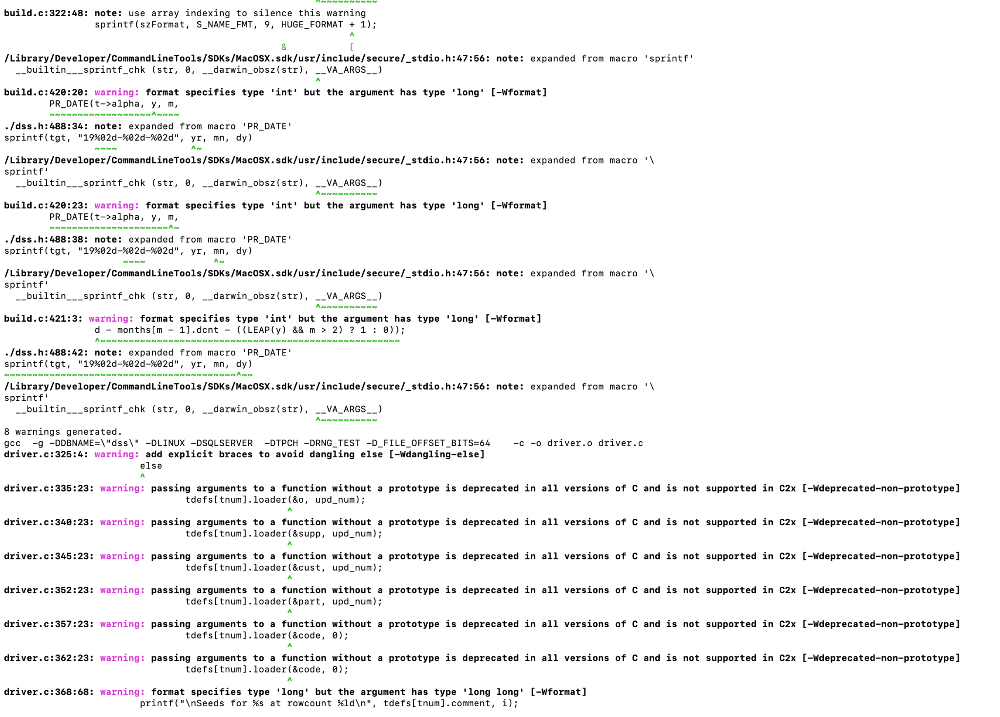 ^~~~~~~~~~~
build.c:322:48: note: use array indexing to silence this warning
                sprintf(szFormat, S_NAME_FMT, 9, HUGE_FORMAT + 1);
                                                             ^
                                                 &           [
/Library/Developer/CommandLineTools/SDKs/MacOSX.sdk/usr/include/secure/_stdio.h:47:56: note: expanded from macro 'sprintf'
  __builtin___sprintf_chk (str, 0, __darwin_obsz(str), __VA_ARGS__)
                                                       ^
build.c:420:20: warning: format specifies type 'int' but the argument has type 'long' [-Wformat]
        PR_DATE(t->alpha, y, m,
        ~~~~~~~~~~~~~~~~~~^~~~~
./dss.h:488:34: note: expanded from macro 'PR_DATE'
sprintf(tgt, "19%02d-%02d-%02d", yr, mn, dy)
                ~~~~             ^~
/Library/Developer/CommandLineTools/SDKs/MacOSX.sdk/usr/include/secure/_stdio.h:47:56: note: expanded from macro '\
sprintf'
  __builtin___sprintf_chk (str, 0, __darwin_obsz(str), __VA_ARGS__)
                                                       ^~~~~~~~~~~
build.c:420:23: warning: format specifies type 'int' but the argument has type 'long' [-Wformat]
        PR_DATE(t->alpha, y, m,
        ~~~~~~~~~~~~~~~~~~~~~^~
./dss.h:488:38: note: expanded from macro 'PR_DATE'
sprintf(tgt, "19%02d-%02d-%02d", yr, mn, dy)
                     ~~~~            ^~
/Library/Developer/CommandLineTools/SDKs/MacOSX.sdk/usr/include/secure/_stdio.h:47:56: note: expanded from macro '\
sprintf'
  __builtin___sprintf_chk (str, 0, __darwin_obsz(str), __VA_ARGS__)
                                                       ^~~~~~~~~~~
build.c:421:3: warning: format specifies type 'int' but the argument has type 'long' [-Wformat]
                d - months[m - 1].dcnt - ((LEAP(y) && m > 2) ? 1 : 0));
                ^~~~~~~~~~~~~~~~~~~~~~~~~~~~~~~~~~~~~~~~~~~~~~~~~~~~~~
./dss.h:488:42: note: expanded from macro 'PR_DATE'
sprintf(tgt, "19%02d-%02d-%02d", yr, mn, dy)
~~~~~~~~~~~~~~~~~~~~~~~~~~~~~~~~~~~~~~~~~^~~
/Library/Developer/CommandLineTools/SDKs/MacOSX.sdk/usr/include/secure/_stdio.h:47:56: note: expanded from macro '\
sprintf'
  __builtin___sprintf_chk (str, 0, __darwin_obsz(str), __VA_ARGS__)
                                                       ^~~~~~~~~~~
8 warnings generated.
gcc  -g -DDBNAME=\"dss\" -DLINUX -DSQLSERVER  -DTPCH -DRNG_TEST -D_FILE_OFFSET_BITS=64    -c -o driver.o driver.c
driver.c:325:4: warning: add explicit braces to avoid dangling else [-Wdangling-else]
                        else
                        ^
driver.c:335:23: warning: passing arguments to a function without a prototype is deprecated in all versions of C and is not supported in C2x [-Wdeprecated-non-prototype]
                                tdefs[tnum].loader(&o, upd_num);
                                                  ^
driver.c:340:23: warning: passing arguments to a function without a prototype is deprecated in all versions of C and is not supported in C2x [-Wdeprecated-non-prototype]
                                tdefs[tnum].loader(&supp, upd_num);
                                                  ^
driver.c:345:23: warning: passing arguments to a function without a prototype is deprecated in all versions of C and is not supported in C2x [-Wdeprecated-non-prototype]
                                tdefs[tnum].loader(&cust, upd_num);
                                                  ^
driver.c:352:23: warning: passing arguments to a function without a prototype is deprecated in all versions of C and is not supported in C2x [-Wdeprecated-non-prototype]
                                tdefs[tnum].loader(&part, upd_num);
                                                  ^
driver.c:357:23: warning: passing arguments to a function without a prototype is deprecated in all versions of C and is not supported in C2x [-Wdeprecated-non-prototype]
                                tdefs[tnum].loader(&code, 0);
                                                  ^
driver.c:362:23: warning: passing arguments to a function without a prototype is deprecated in all versions of C and is not supported in C2x [-Wdeprecated-non-prototype]
                                tdefs[tnum].loader(&code, 0);
                                                  ^
driver.c:368:68: warning: format specifies type 'long' but the argument has type 'long long' [-Wformat]
                        printf("\nSeeds for %s at rowcount %ld\n", tdefs[tnum].comment, i);